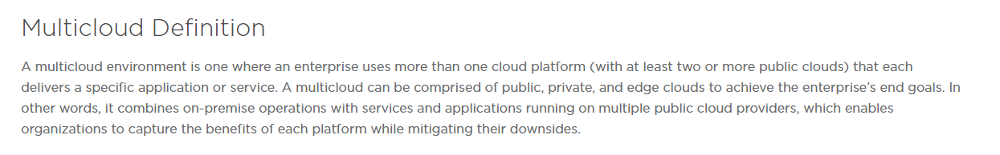 Multicloud Definition
A multicloud environment is one where an enterprise uses more than one cloud platform (with at least two or more public clouds) that each
delivers a specific application or service. A multicloud can be comprised of public, private, and edge clouds to achieve the enterprise’s end goals. In
other words, it combines on-premise operations with services and applications running on multiple public cloud providers, which enables
organizations to capture the benefits of each platform while mitigating their downsides.